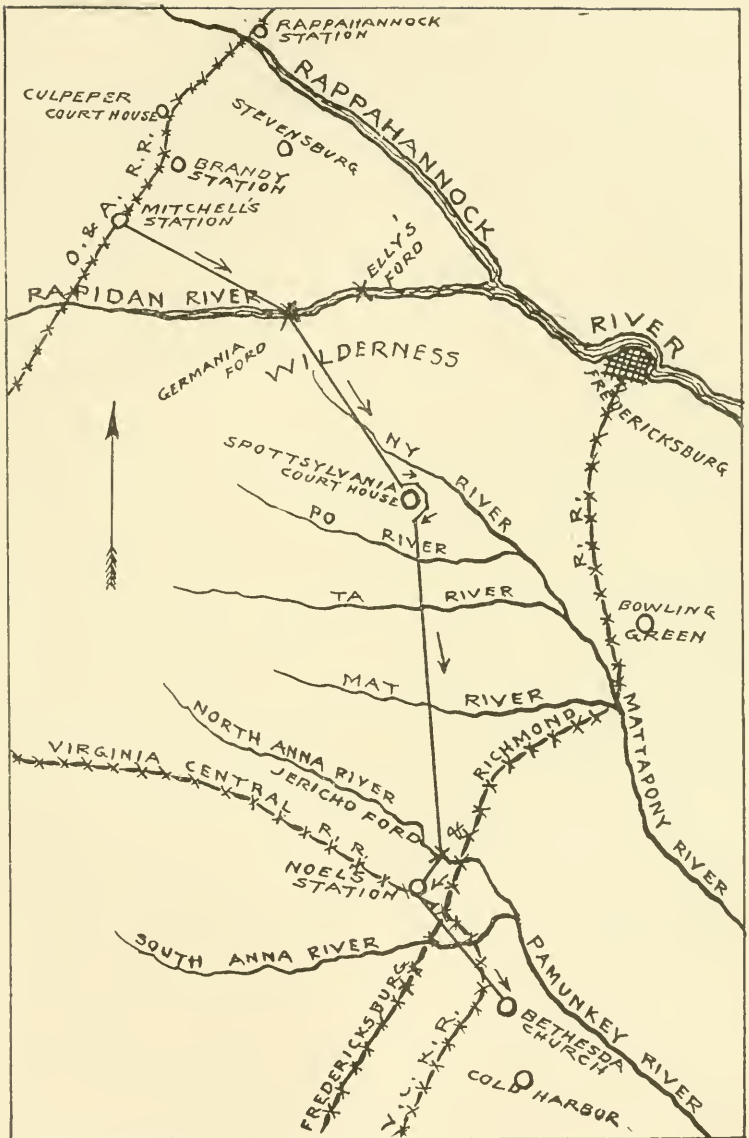 RAPPAHANNOCK
STATION
RAPPAHANNOCK
RIVER
CULPEPER
COURT HOUSE
STEVENSBURG
BRANDY
STATION
O. & A. R.R.
MITCHELL'S
STATION
ELLY'S'
FORD
RAPIDAN RIVER
GERMANIA
FORD
WILDERNESS
FREDERICKSBURG
NY RIVER
SPOTTSYLVANIA
COURT HOUSE
PO RIVER
R. R.
TA RIVER
BOWLING
GREEN
MAT RIVER
MATTAPONY RIVER
NORTH ANNA RIVER
JERICHO FORD
RICHMOND
&
VIRGINIA CENTRAL R. R.
NOEL'S
STATION
SOUTH ANNA RIVER
PAMUNKEY RIVER
FREDERICKSBURG
V. C. R. R.
BETHESDA
CHURCH
COLD HARBOR